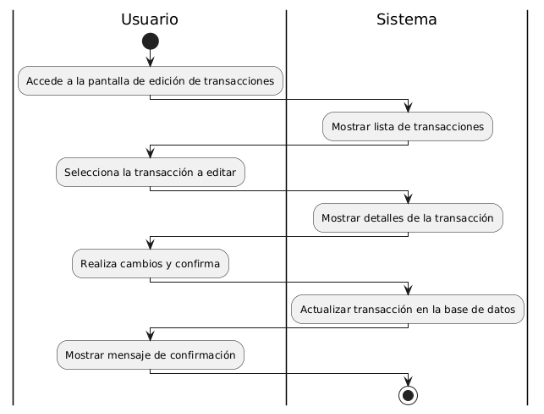 Usuario
Sistema
Accede a la pantalla de edición de transacciones
Mostrar lista de transacciones
Selecciona la transacción a editar
Mostrar detalles de la transacción
Realiza cambios y confirma
Actualizar transacción en la base de datos
Mostrar mensaje de confirmación